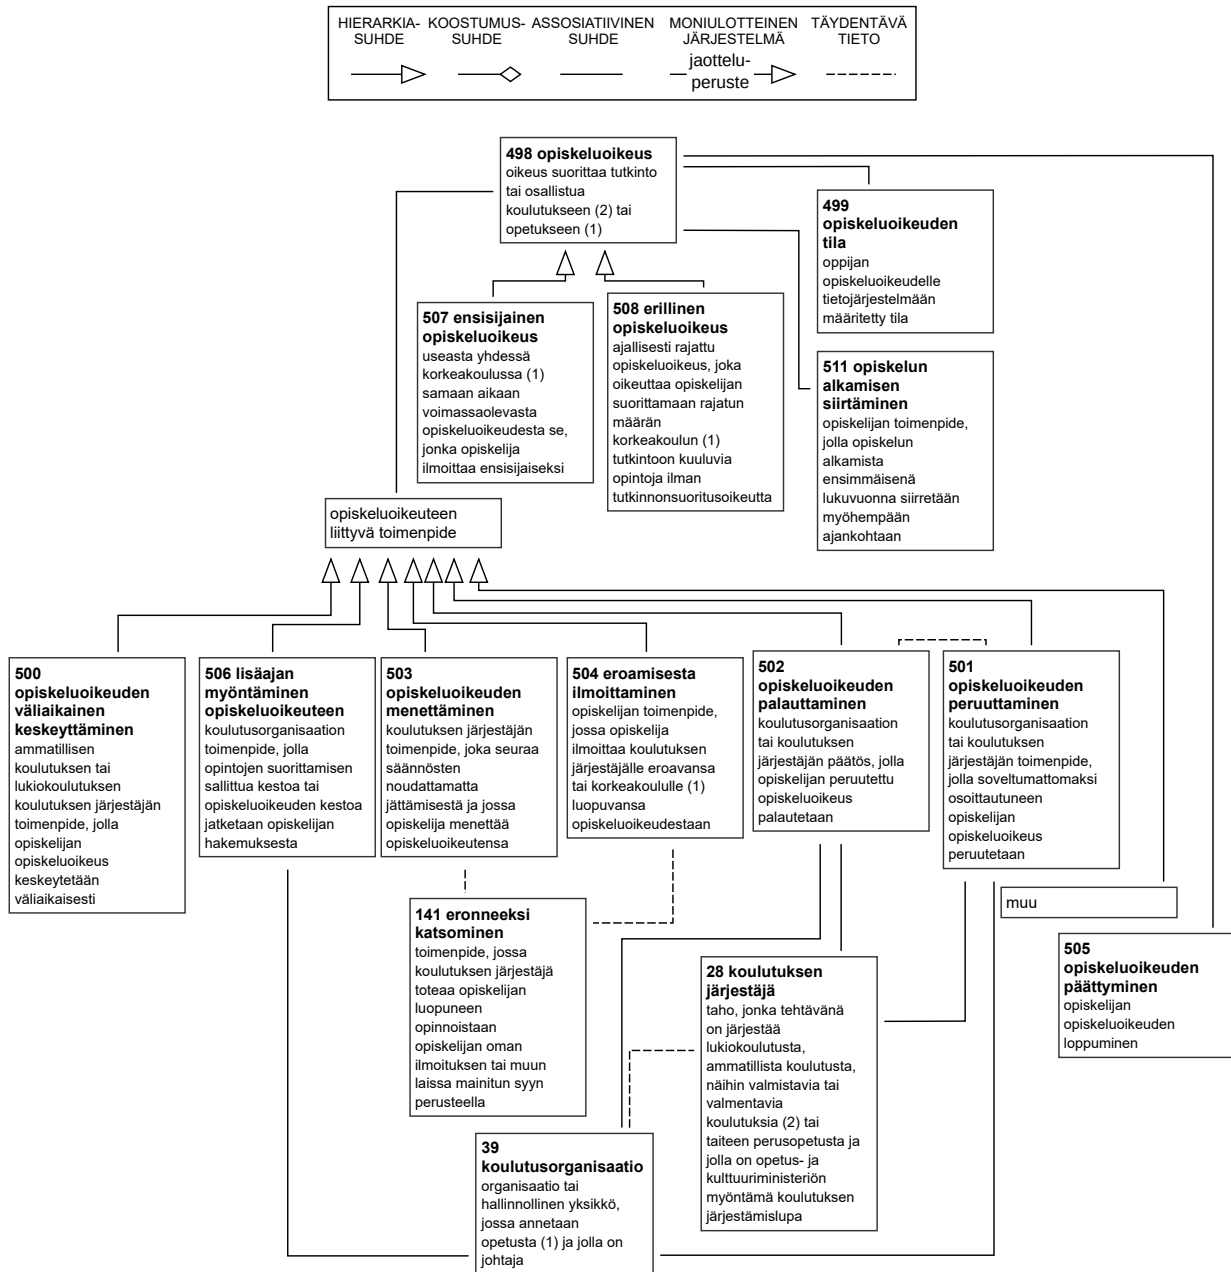 HIERARKIA-
SUHDE
KOOSTUMUS-
SUHDE
ASSOSIATIIVINEN
SUHDE
MONIULOTTEINEN
JÄRJESTELMÄ
jaottelu-
peruste
TÄYDENTÄVÄ
TIETO
498 opiskeluoikeus
oikeus suorittaa tutkinto
tai osallistua
koulutukseen (2) tai
opetukseen (1)
499
opiskeluoikeuden
tila
oppijan
opiskeluoikeudelle
tietojärjestelmään
määritetty tila
507 ensisijainen
opiskeluoikeus
useasta yhdessä
korkeakoulussa (1)
samaan aikaan
voimassaolevasta
opiskeluoikeudesta se,
jonka opiskelija
ilmoittaa ensisijaiseksi
508 erillinen
opiskeluoikeus
ajallisesti rajattu
opiskeluoikeus, joka
oikeuttaa opiskelijan
suorittamaan rajatun
määrän
korkeakoulun (1)
tutkintoon kuuluvia
opintoja ilman
tutkinnonsuoritusoikeutta
511 opiskelun
alkamisen
siirtäminen
opiskelijan toimenpide,
jolla opiskelun
alkamista
ensimmäisenä
lukuvuonna siirretään
myöhempään
ajankohtaan
opiskeluoikeuteen
liittyvä toimenpide
500
opiskeluoikeuden
väliaikainen
keskeyttäminen
ammatillisen
koulutuksen tai
lukiokoulutuksen
koulutuksen järjestäjän
toimenpide, jolla
opiskelijan
opiskeluoikeus
keskeytetään
väliaikaisesti
506 lisäajan
myöntäminen
opiskeluoikeuteen
koulutusorganisaation
toimenpide, jolla
opintojen suorittamisen
sallittua kestoa tai
opiskeluoikeuden kestoa
jatketaan opiskelijan
hakemuksesta
503
opiskeluoikeuden
menettäminen
koulutuksen järjestäjän
toimenpide, joka seuraa
säännösten
noudattamatta
jättämisestä ja jossa
opiskelija menettää
opiskeluoikeutensa
504 eroamisesta
ilmoittaminen
opiskelijan toimenpide,
jossa opiskelija
ilmoittaa koulutuksen
järjestäjälle eroavansa
tai korkeakoululle (1)
luopuvansa
opiskeluoikeudestaan
502
opiskeluoikeuden
palauttaminen
koulutusorganisaation
tai koulutuksen
järjestäjän päätös, jolla
opiskelijan peruutettu
opiskeluoikeus
palautetaan
501
opiskeluoikeuden
peruuttaminen
koulutusorganisaation
tai koulutuksen
järjestäjän toimenpide,
jolla soveltumattomaksi
osoittautuneen
opiskelijan
opiskeluoikeus
peruutetaan
muu
141 eronneeksi
katsominen
toimenpide, jossa
koulutuksen järjestäjä
toteaa opiskelijan
luopuneen
opinnoistaan
opiskelijan oman
ilmoituksen tai muun
laissa mainitun syyn
perusteella
28 koulutuksen
järjestäjä
taho, jonka tehtävänä
on järjestää
lukiokoulutusta,
ammatillista koulutusta,
näihin valmistavia tai
valmentavia
koulutuksia (2) tai
taiteen perusopetusta ja
jolla on opetus- ja
kulttuuriministeriön
myöntämä koulutuksen
järjestämislupa
505
opiskeluoikeuden
päättyminen
opiskelijan
opiskeluoikeuden
loppuminen
39
koulutusorganisaatio
organisaatio tai
hallinnollinen yksikkö,
jossa annetaan
opetusta (1) ja jolla on
johtaja